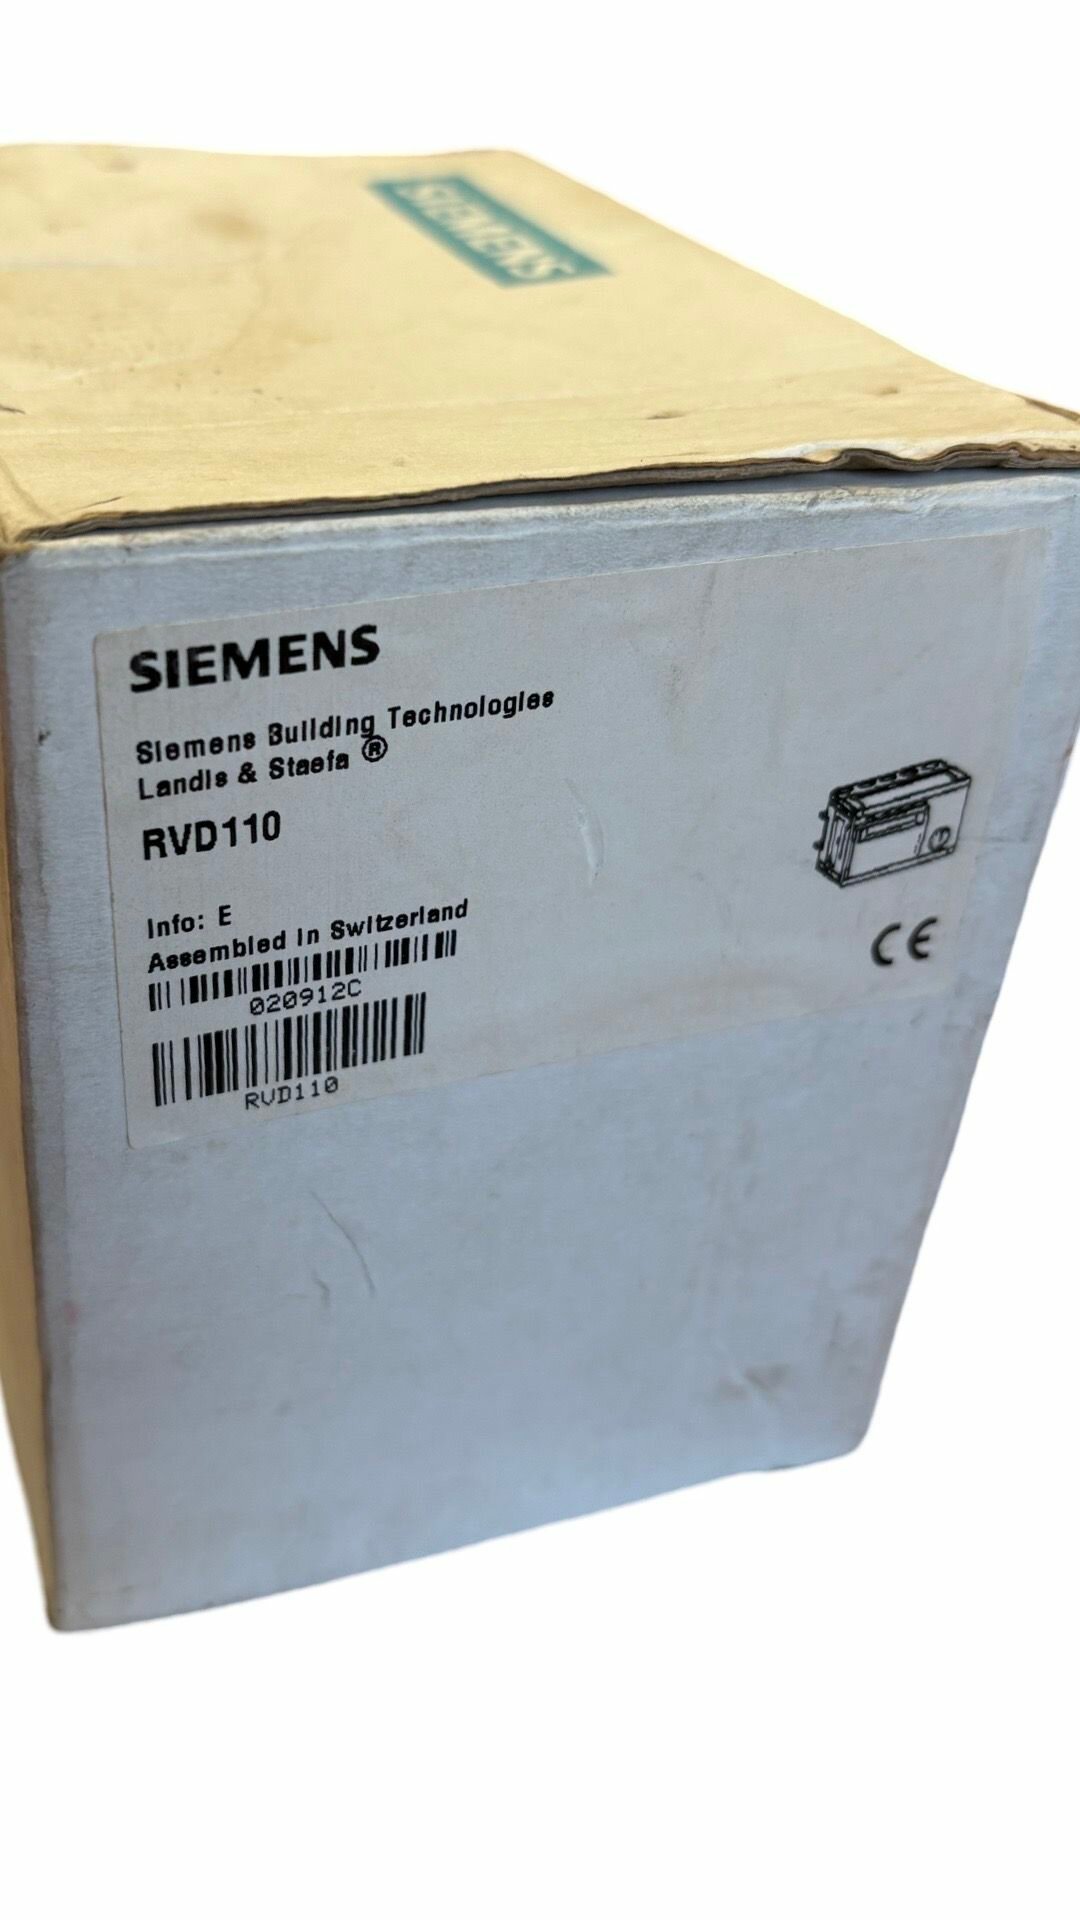 SIEMENS
SIEMENS
Siemens Building Technologies
Landis & Staefa ®
RVD110
Info: E
Assembled in Switzerland
020912C
RVD110
CE